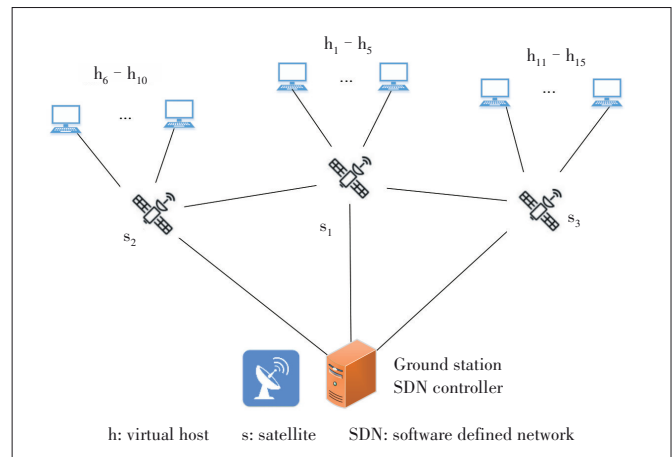 h₁ – h₅
h₆ – h₁₀
h₁₁ – h₁₅
...
...
...
s₁
s₂
s₃
Ground station
SDN controller
h: virtual host s: satellite SDN: software defined network